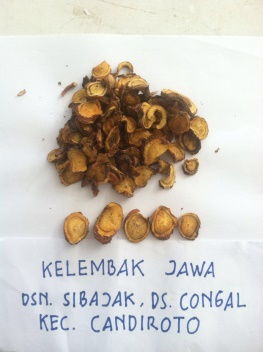 KELEMBAK JAWA
DSN. SIBAJAK, DS. CONGAL
KEC. CANDIROTO